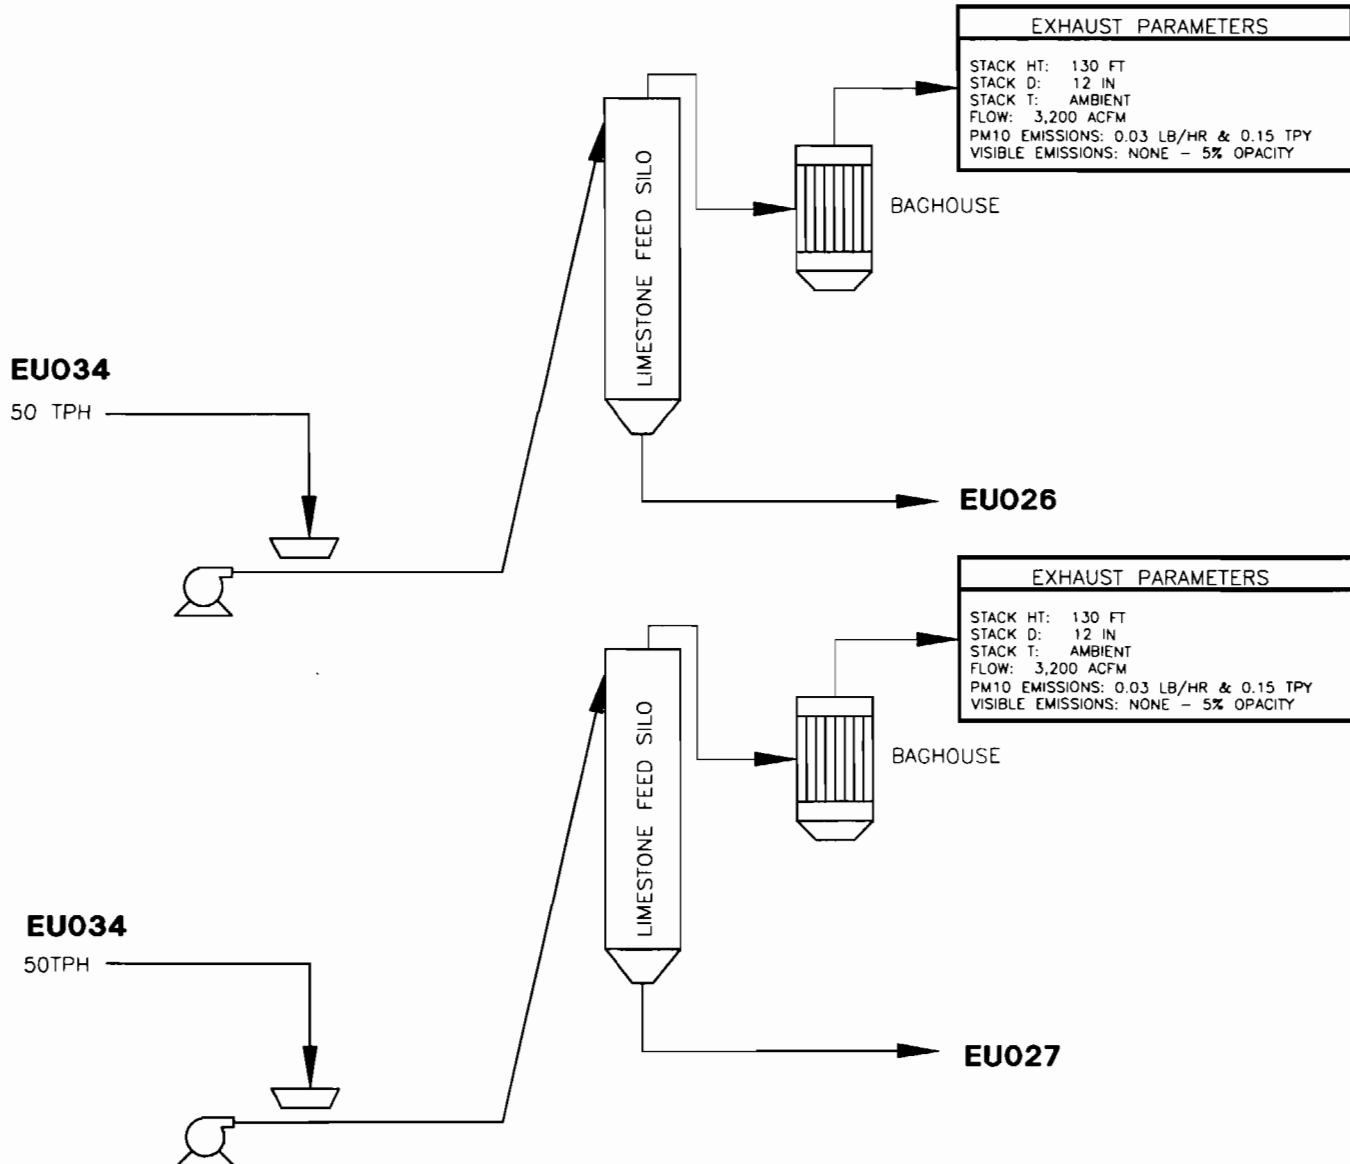 EXHAUST PARAMETERS
STACK HT: 130 FT
STACK D: 12 IN
STACK T: AMBIENT
FLOW: 3,200 ACFM
PM10 EMISSIONS: 0.03 LB/HR & 0.15 TPY
VISIBLE EMISSIONS: NONE – 5% OPACITY
LIMESTONE FEED SILO
BAGHOUSE
EU034
50 TPH
EU026
EXHAUST PARAMETERS
STACK HT: 130 FT
STACK D: 12 IN
STACK T: AMBIENT
FLOW: 3,200 ACFM
PM10 EMISSIONS: 0.03 LB/HR & 0.15 TPY
VISIBLE EMISSIONS: NONE – 5% OPACITY
LIMESTONE FEED SILO
BAGHOUSE
EU034
50TPH
EU027